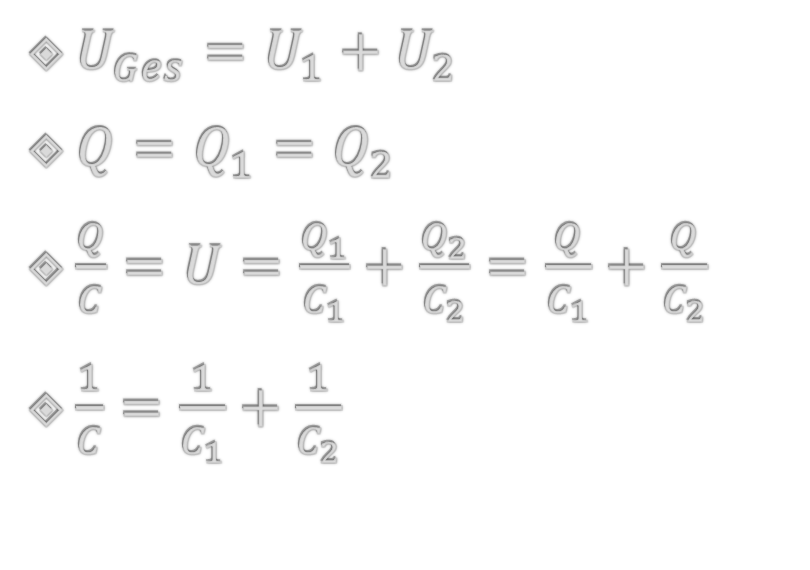 ❖ U_Ges = U_1 + U_2
❖ Q = Q_1 = Q_2
❖ Q/C = U = Q_1/C_1 + Q_2/C_2 = Q/C_1 + Q/C_2
❖ 1/C = 1/C_1 + 1/C_2